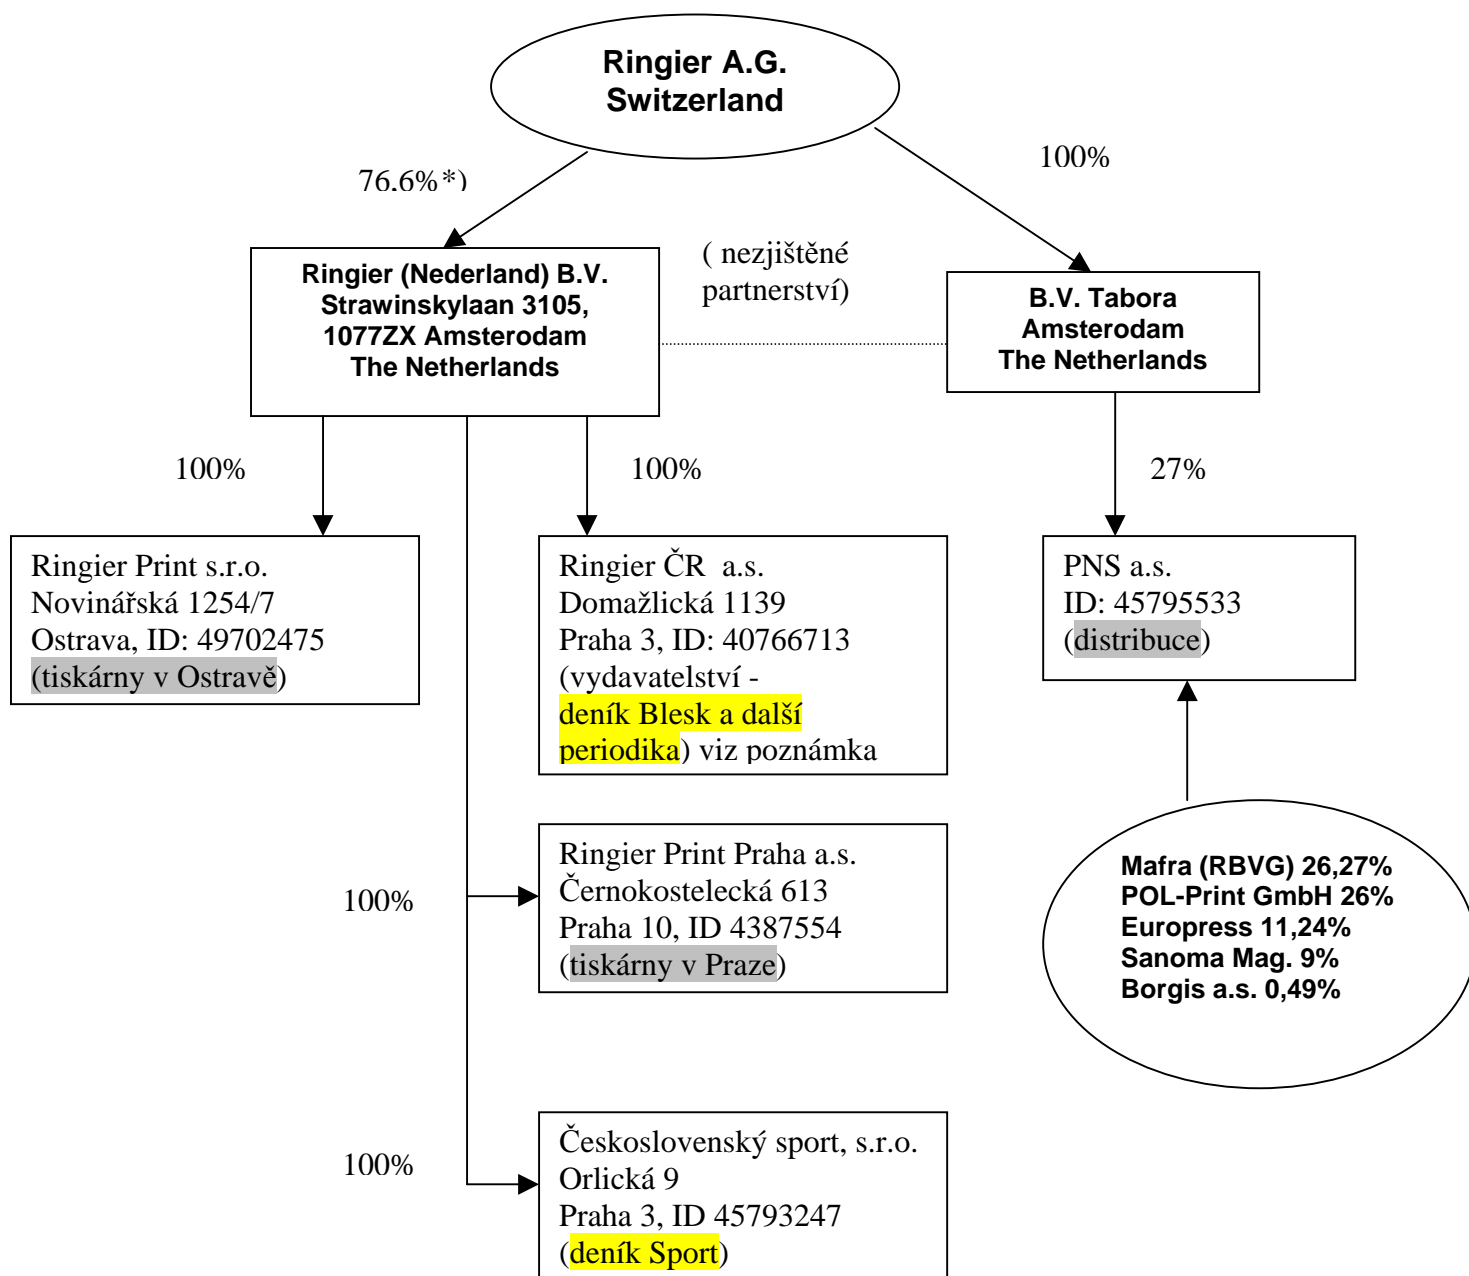 Ringier A.G.
Switzerland
76,6%*)
100%
Ringier (Nederland) B.V.
Strawinskylaan 3105,
1077ZX Amsterodam
The Netherlands
( nezjištěné
partnerství)
B.V. Tabora
Amsterodam
The Netherlands
100%
100%
27%
Ringier Print s.r.o.
Novinářská 1254/7
Ostrava, ID: 49702475
(tiskárny v Ostravě)
Ringier ČR  a.s.
Domažlická 1139
Praha 3, ID: 40766713
(vydavatelství -
deník Blesk a další
periodika) viz poznámka
PNS a.s.
ID: 45795533
(distribuce)
100%
Ringier Print Praha a.s.
Černokostelecká 613
Praha 10, ID 4387554
(tiskárny v Praze)
Mafra (RBVG) 26,27%
POL-Print GmbH 26%
Europress 11,24%
Sanoma Mag. 9%
Borgis a.s. 0,49%
100%
Československý sport, s.r.o.
Orlická 9
Praha 3, ID 45793247
(deník Sport)